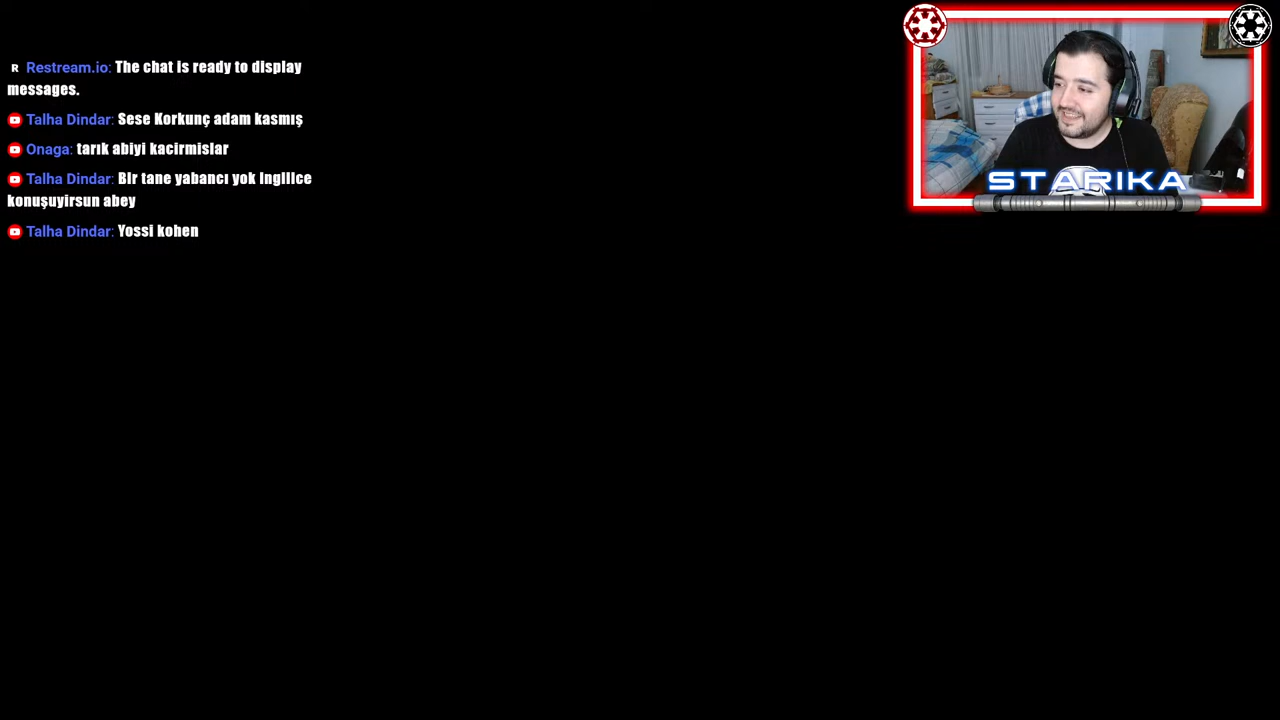 R Restream.io: The chat is ready to display
messages.
Talha Dindar: Sese Korkunç adam kasmış
Onaga: tarık abiyi kacirmislar
Talha Dindar: Bir tane yabancı yok ingilice
konuşuyirsun abey
Talha Dindar: Yossi kohen
STARIKA